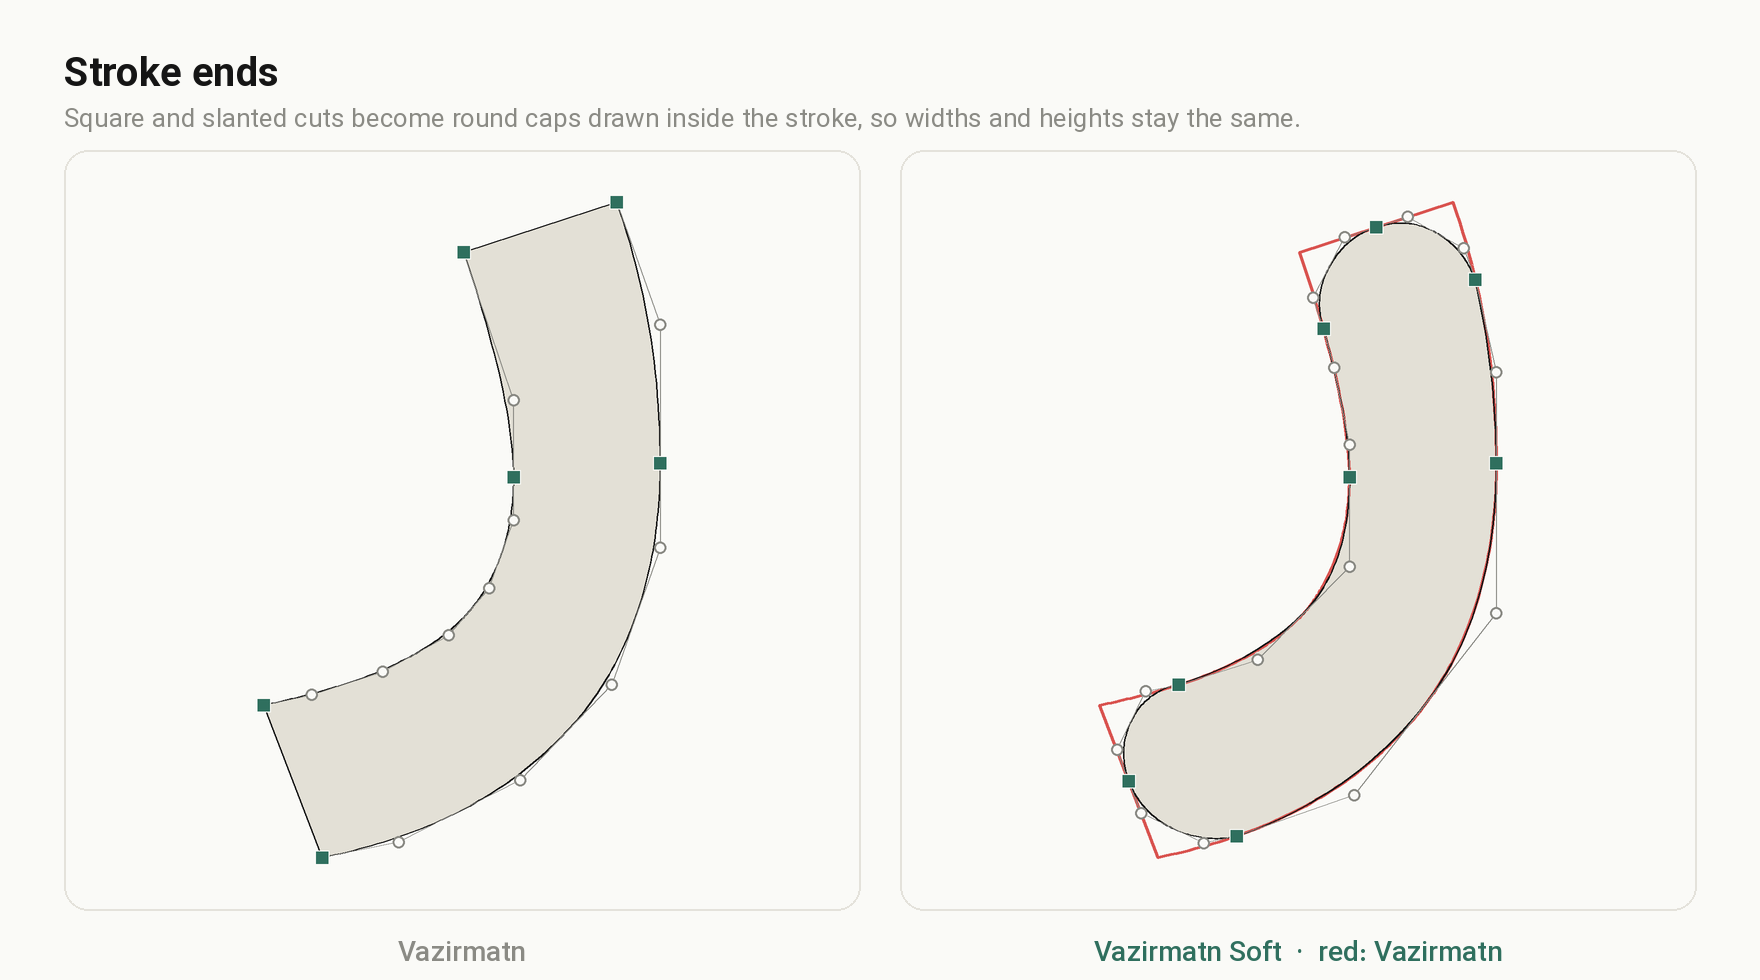 Stroke ends
Square and slanted cuts become round caps drawn inside the stroke, so widths and heights stay the same.
Vazirmatn
Vazirmatn Soft · red: Vazirmatn